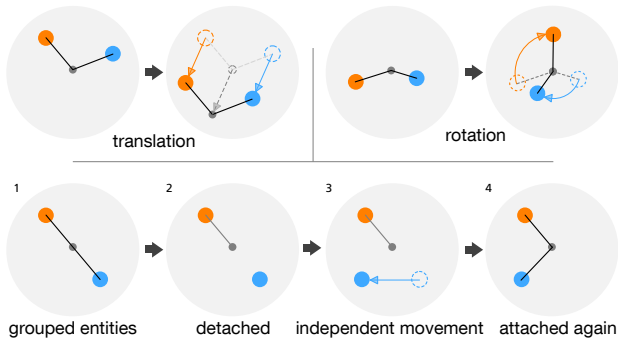 translation
rotation
1 2 3 4
grouped entities detached independent movement attached again